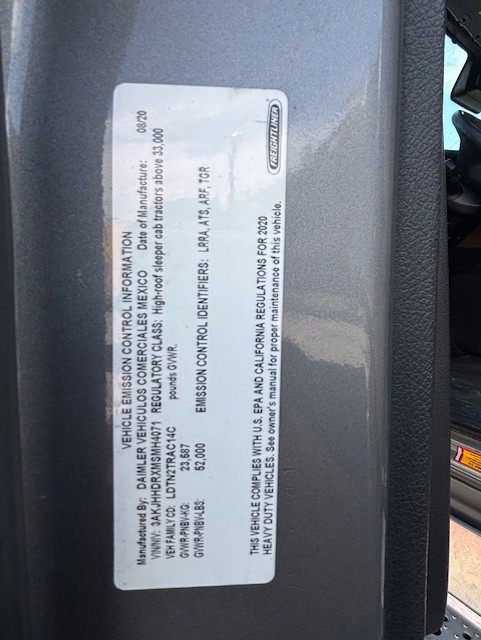 VEHICLE EMISSION CONTROL INFORMATION
Manufactured By: DAIMLER VEHICULOS COMERCIALES MEXICO Date of Manufacture: 08/20
VIN/NIV: 3AKJHHDRXMSMH4071 REGULATORY CLASS: High-roof sleeper cab tractors above 33,000
VEH FAMILY CD: LDTN2TRAC14C pounds GVWR.
GVWR-PNBV-KG: 23,587
GVWR-PNBV-LBS: 52,000 EMISSION CONTROL IDENTIFIERS: LRRA, ATS, ARF, TGR
THIS VEHICLE COMPLIES WITH U.S. EPA AND CALIFORNIA REGULATIONS FOR 2020
HEAVY DUTY VEHICLES. See owner's manual for proper maintenance of this vehicle.
FREIGHTLINER